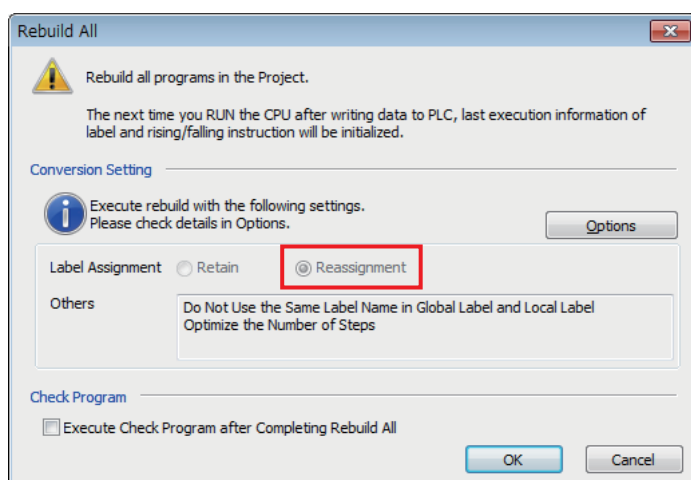 Rebuild All
Rebuild all programs in the Project.
The next time you RUN the CPU after writing data to PLC, last execution information of
label and rising/falling instruction will be initialized.
Conversion Setting
Execute rebuild with the following settings.
Please check details in Options.
Options
Label Assignment Retain Reassignment
Others
Do Not Use the Same Label Name in Global Label and Local Label
Optimize the Number of Steps
Check Program
Execute Check Program after Completing Rebuild All
OK Cancel